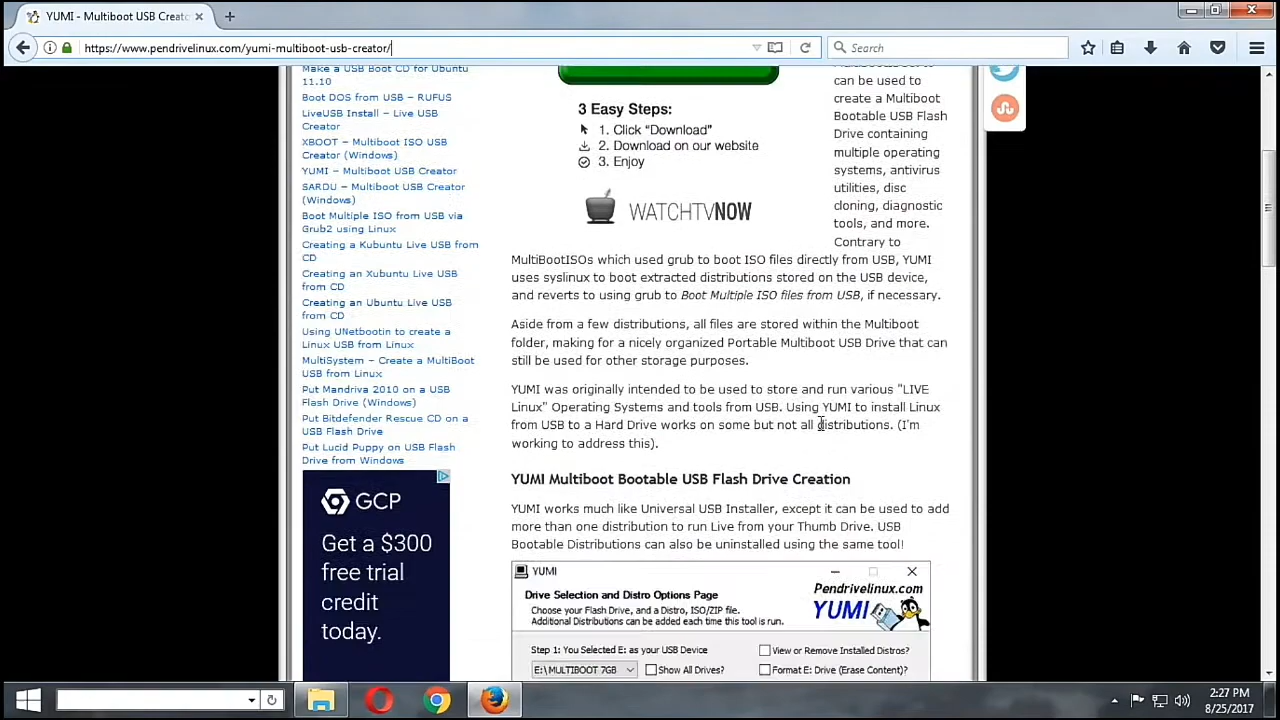 YUMI - Multiboot USB Creato
https://www.pendrivelinux.com/yumi-multiboot-usb-creator/
Search
Make a USB Boot CD for Ubuntu
11.10
Boot DOS from USB – RUFUS
LiveUSB Install – Live USB
Creator
XBOOT – Multiboot ISO USB
Creator (Windows)
YUMI – Multiboot USB Creator
SARDU – Multiboot USB Creator
(Windows)
Boot Multiple ISO from USB via
Grub2 using Linux
Creating a Kubuntu Live USB from
CD
Creating an Xubuntu Live USB
from CD
Creating an Ubuntu Live USB
from CD
Using UNetbootin to create a
Linux USB from Linux
MultiSystem – Create a MultiBoot
USB from Linux
Put Mandriva 2010 on a USB
Flash Drive (Windows)
Put Bitdefender Rescue CD on a
USB Flash Drive
Put Lucid Puppy on USB Flash
Drive from Windows
GCP
Get a $300
free trial
credit
today.
3 Easy Steps:
1. Click "Download"
2. Download on our website
3. Enjoy
WATCHTVNOW
can be used to
create a Multiboot
Bootable USB Flash
Drive containing
multiple operating
systems, antivirus
utilities, disc
cloning, diagnostic
tools, and more.
Contrary to
MultiBootISOs which used grub to boot ISO files directly from USB, YUMI
uses syslinux to boot extracted distributions stored on the USB device,
and reverts to using grub to Boot Multiple ISO files from USB, if necessary.
Aside from a few distributions, all files are stored within the Multiboot
folder, making for a nicely organized Portable Multiboot USB Drive that can
still be used for other storage purposes.
YUMI was originally intended to be used to store and run various "LIVE
Linux" Operating Systems and tools from USB. Using YUMI to install Linux
from USB to a Hard Drive works on some but not all distributions. (I'm
working to address this).
YUMI Multiboot Bootable USB Flash Drive Creation
YUMI works much like Universal USB Installer, except it can be used to add
more than one distribution to run Live from your Thumb Drive. USB
Bootable Distributions can also be uninstalled using the same tool!
YUMI
Drive Selection and Distro Options Page
Choose your Flash Drive, and a Distro, ISO/ZIP file.
Additional Distributions can be added each time this tool is run.
Pendrivelinux.com
YUMI
Step 1: You Selected E: as your USB Device
View or Remove Installed Distros?
E:\MULTIBOOT 7GB
Show All Drives?
Format E: Drive (Erase Content)?
2:27 PM
8/25/2017